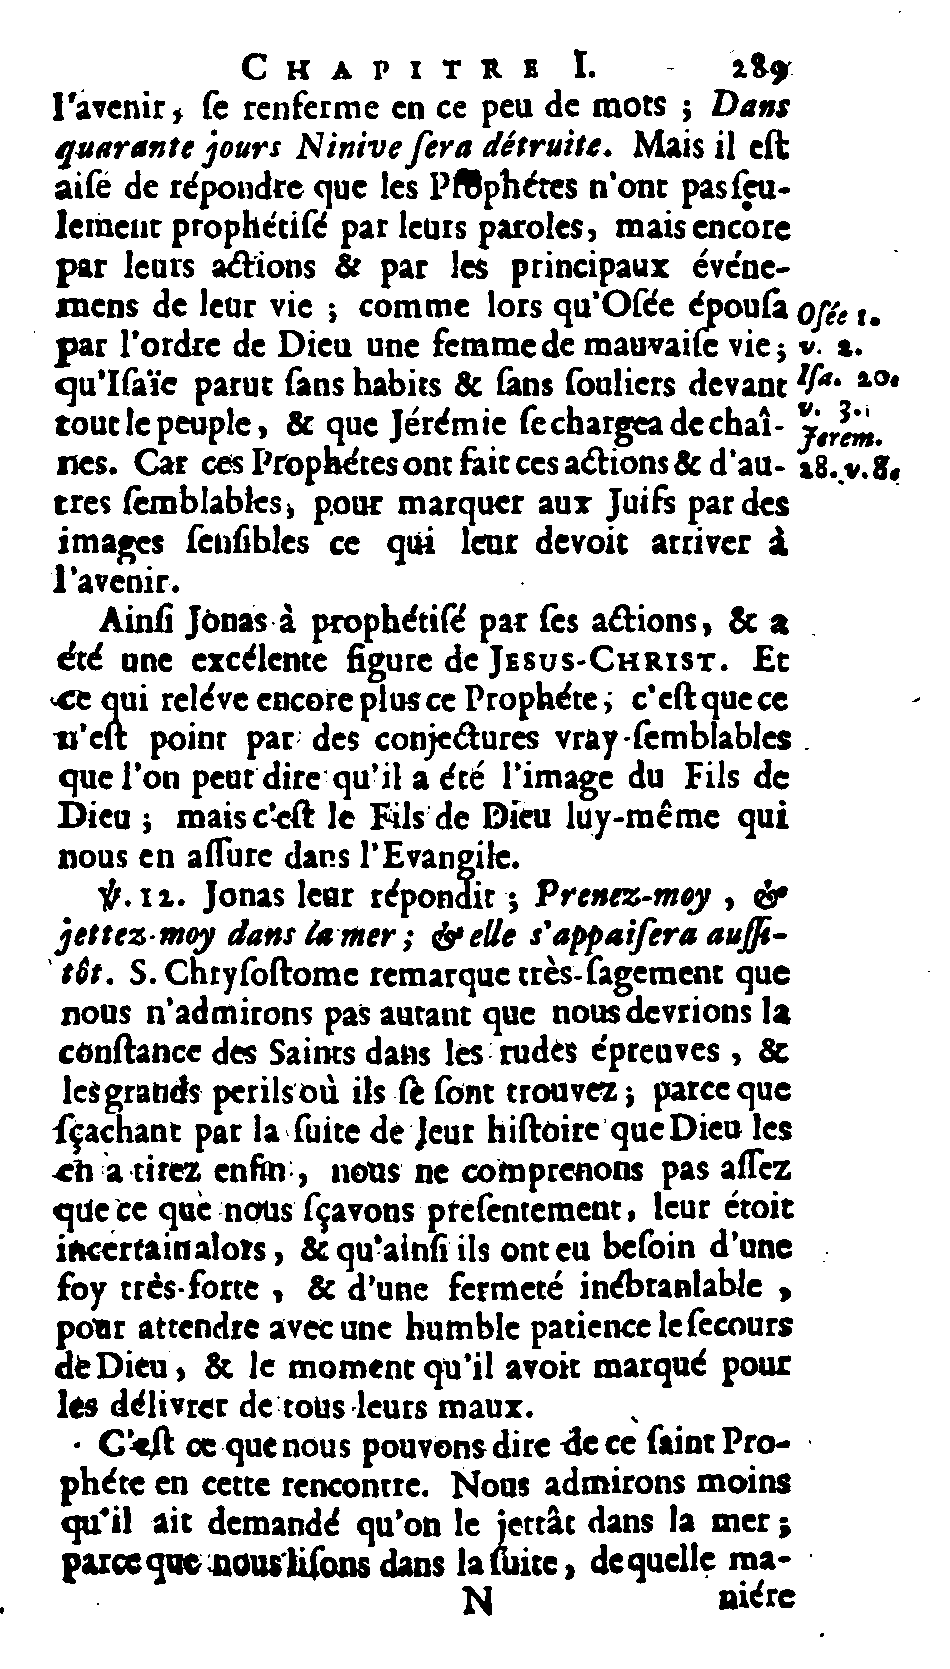 CHAPITRE I. 289
l'avenir, ſe renferme en ce peu de mots ; Dans
quarante jours Ninive ſera détruite. Mais il eſt
aiſé de répondre que les Prophétes n'ont pas ſeu-
lement prophétiſé par leurs paroles, mais encore
par leurs actions & par les principaux événe-
mens de leur vie ; comme lors qu'Oſée épouſa
Oſée 1.
par l'ordre de Dieu une femme de mauvaiſe vie ;
v. 2.
qu'Iſaïe parut ſans habits & ſans ſouliers devant
Iſa. 20.
tout le peuple, & que Jérémie ſe chargea de chaî-
v. 3.
Jerem.
nes. Car ces Prophétes ont fait ces actions & d'au-
28. v. 8.
tres ſemblables, pour marquer aux Juifs par des
images ſenſibles ce qui leur devoit arriver à
l'avenir.
Ainſi Jonas à prophétiſé par ſes actions, & a
été une excélente figure de JESUS-CHRIST. Et
ce qui reléve encore plus ce Prophéte ; c'eſt que ce
n'eſt point par des conjectures vray-ſemblables
que l'on peut dire qu'il a été l'image du Fils de
Dieu ; mais c'eſt le Fils de Dieu luy-même qui
nous en aſſure dans l'Evangile.
℣. 12. Jonas leur répondit ; Prenez-moy, &
jettez-moy dans la mer ; & elle s'appaiſera auſſi-
tôt. S. Chryſoſtome remarque très-ſagement que
nous n'admirons pas autant que nous devrions la
conſtance des Saints dans les rudes épreuves, &
les grands perils où ils ſe ſont trouvez ; parce que
ſçachant par la ſuite de leur hiſtoire que Dieu les
en a tirez enfin, nous ne comprenons pas aſſez
que ce que nous ſçavons preſentement, leur étoit
incertain alors, & qu'ainſi ils ont eu beſoin d'une
foy très-forte, & d'une fermeté inébranlable,
pour attendre avec une humble patience le ſecours
de Dieu, & le moment qu'il avoit marqué pour
les délivrer de tous leurs maux.
C'eſt ce que nous pouvons dire de ce ſaint Pro-
phéte en cette rencontre. Nous admirons moins
qu'il ait demandé qu'on le jettât dans la mer ;
parce que nous liſons dans la ſuite, de quelle ma-
N niére